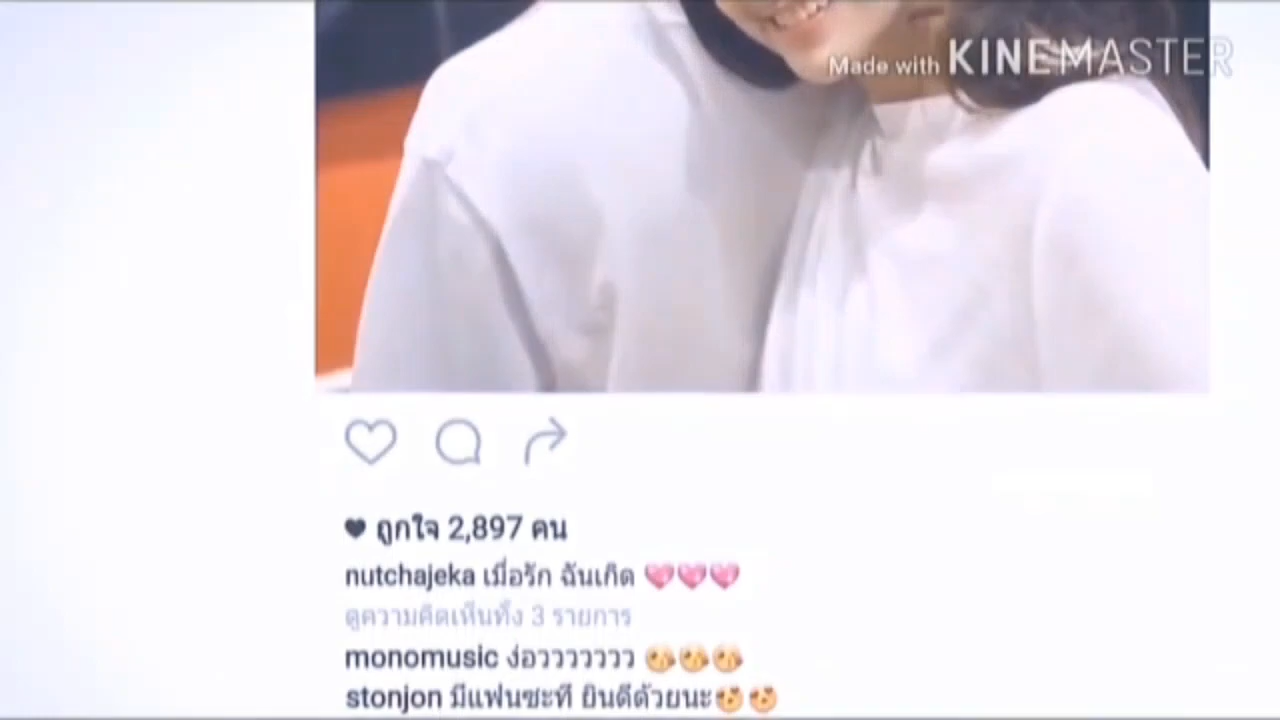 Made with KINEMASTER
ถูกใจ 2,897 คน
nutchajeka เมื่อรัก ฉันเกิด 💗💗💗
ดูความคิดเห็นทั้ง 3 รายการ
monomusic ง่อววววววว 😘😘😘
stonjon มีแฟนซะที ยินดีด้วยนะ😍😍